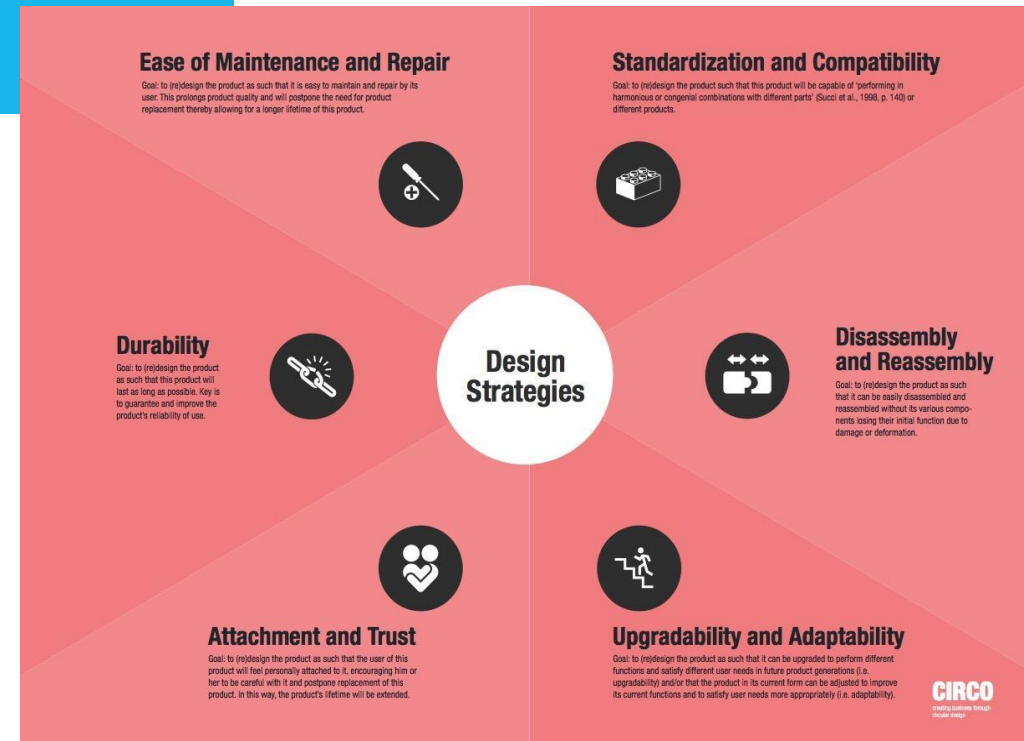 Ease of Maintenance and Repair
Goal: to (re)design the product as such that it is easy to maintain and repair by its
user. This prolongs product quality and will postpone the need for product
replacement thereby allowing for a longer lifetime of this product.
Standardization and Compatibility
Goal: to (re)design the product such that this product will be capable of 'performing in
harmonious or congenial combinations with different parts' (Succi et al., 1998, p. 140) or
different products.
Durability
Goal: to (re)design the product
as such that this product will
last as long as possible. Key is
to guarantee and improve the
product's reliability of use.
Design
Strategies
Disassembly
and Reassembly
Goal: to (re)design the product as such
that it can be easily disassembled and
reassembled without its various compo-
nents losing their initial function due to
damage or deformation.
Attachment and Trust
Goal: to (re)design the product as such that the user of this
product will feel personally attached to it, encouraging him or
her to be careful with it and postpone replacement of this
product. In this way, the product's lifetime will be extended.
Upgradability and Adaptability
Goal: to (re)design the product as such that it can be upgraded to perform different
functions and satisfy different user needs in future product generations (i.e.
upgradability) and/or that the product in its current form can be adjusted to improve
its current functions and to satisfy user needs more appropriately (i.e. adaptability).
CIRCO
creating business through
circular design